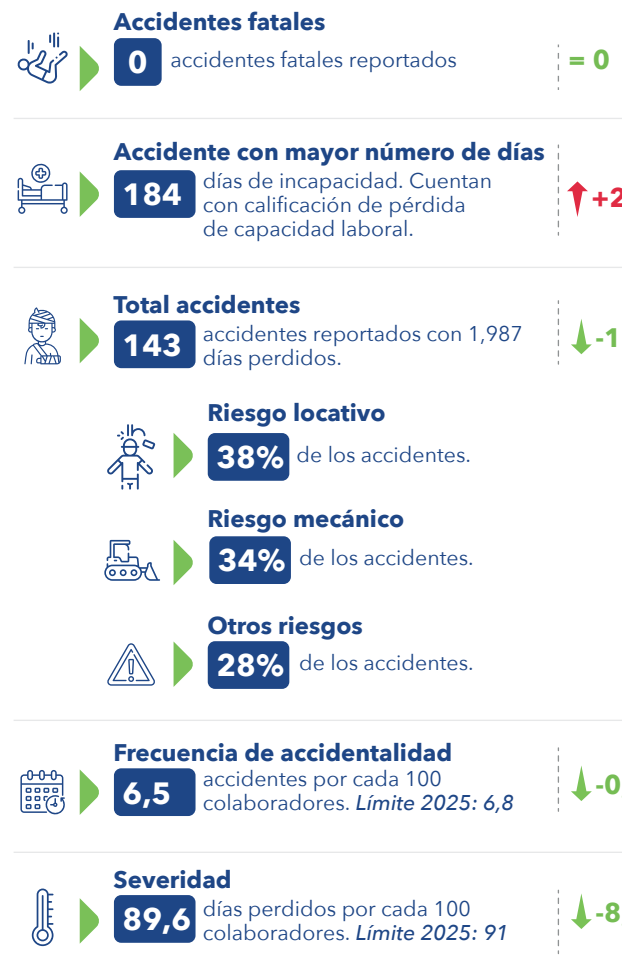 Accidentes fatales
0 accidentes fatales reportados
= 0
Accidente con mayor número de días
184 días de incapacidad. Cuentan
con calificación de pérdida
de capacidad laboral.
+2
Total accidentes
143 accidentes reportados con 1,987
días perdidos.
-1
Riesgo locativo
38% de los accidentes.
Riesgo mecánico
34% de los accidentes.
Otros riesgos
28% de los accidentes.
Frecuencia de accidentalidad
6,5 accidentes por cada 100
colaboradores. Límite 2025: 6,8
-0
Severidad
89,6 días perdidos por cada 100
colaboradores. Límite 2025: 91
-8